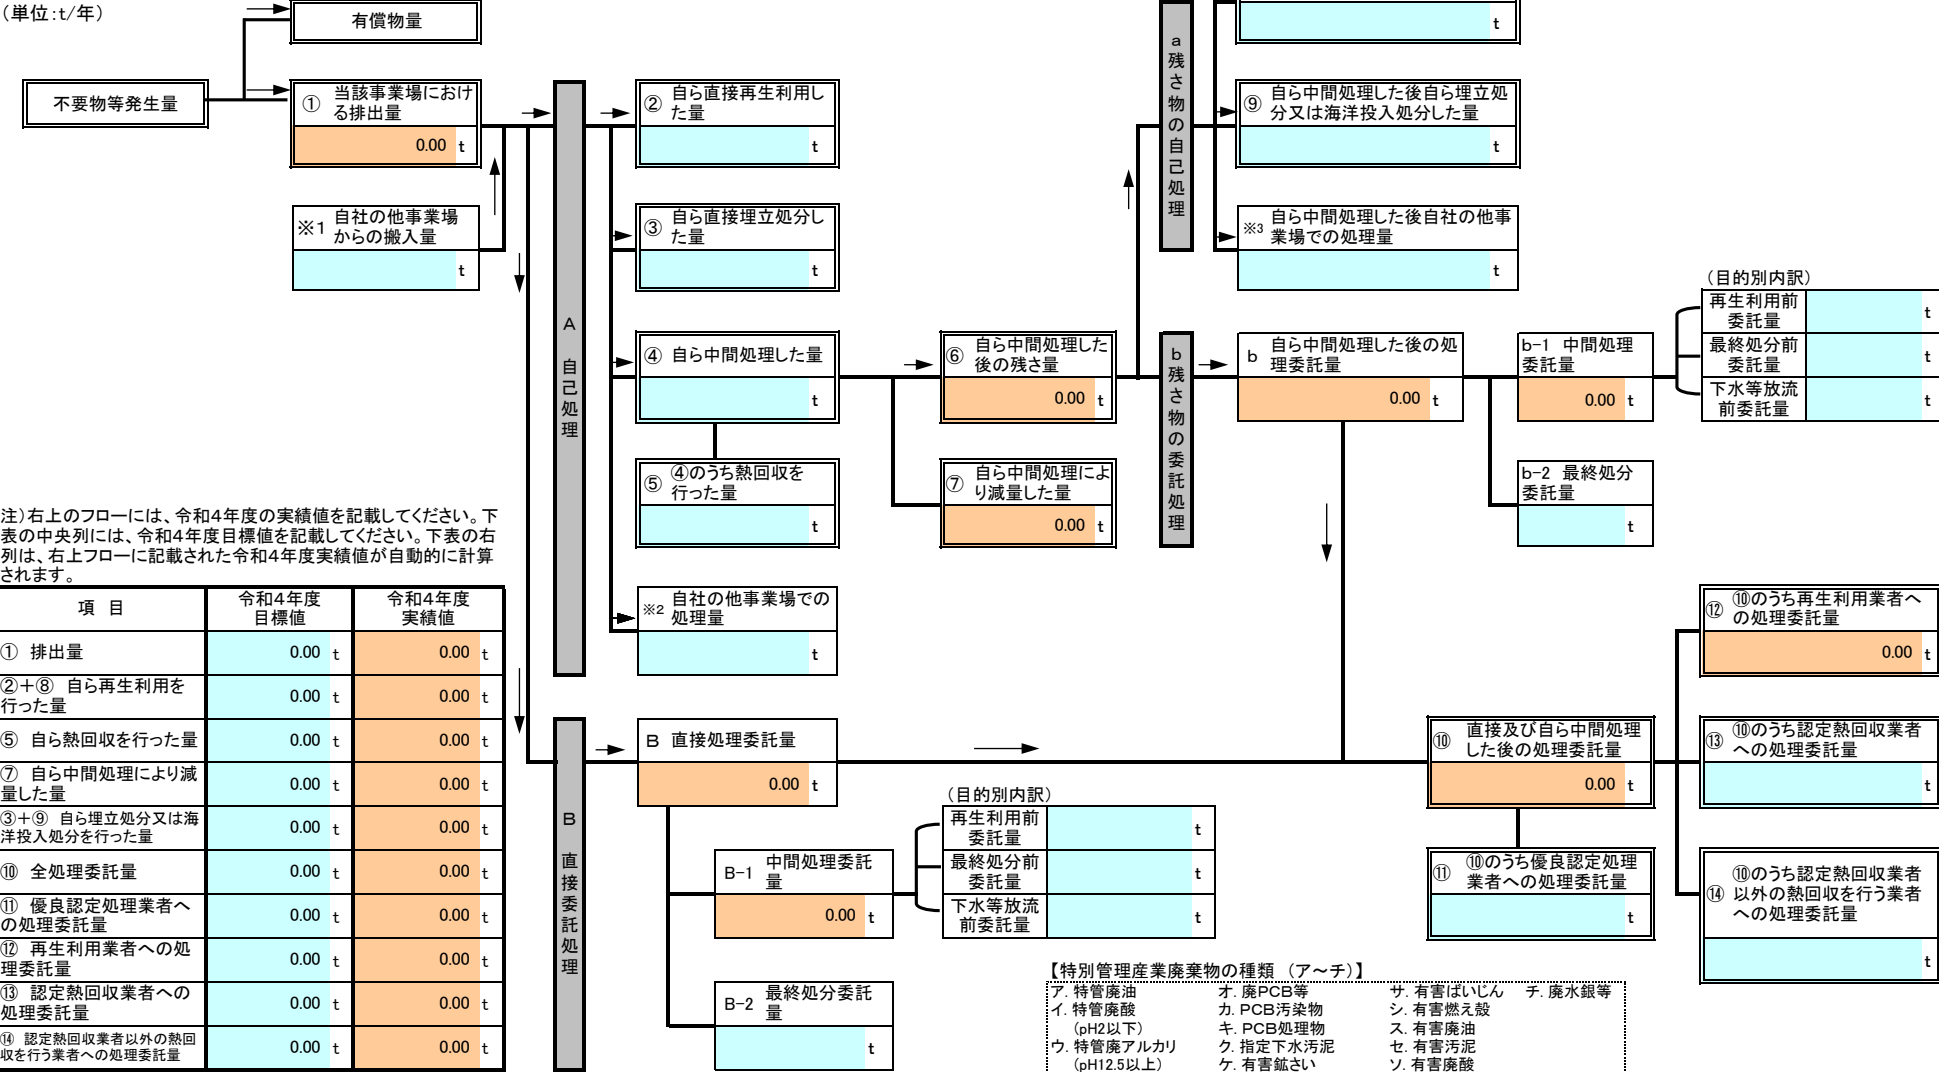 （単位：t/年）
有償物量
不要物等発生量
① 当該事業場におけ
る排出量
0.00 t
※1 自社の他事業場
からの搬入量
t
A 自己処理
② 自ら直接再生利用し
た量
t
③ 自ら直接埋立処分し
た量
t
④ 自ら中間処理した量
t
⑤ ④のうち熱回収を
行った量
t
※2 自社の他事業場での
処理量
t
⑥ 自ら中間処理した
後の残さ量
0.00 t
⑦ 自ら中間処理によ
り減量した量
0.00 t
a 残さ物の自己処理
t
⑨ 自ら中間処理した後自ら埋立処
分又は海洋投入処分した量
t
※3 自ら中間処理した後自社の他事
業場での処理量
t
b 残さ物の委託処理
b 自ら中間処理した後の処
理委託量
0.00 t
b-1 中間処理
委託量
0.00 t
（目的別内訳）
再生利用前
委託量
t
最終処分前
委託量
t
下水等放流
前委託量
t
b-2 最終処分
委託量
t
注）右上のフローには、令和４年度の実績値を記載してください。下
表の中央列には、令和４年度目標値を記載してください。下表の右
列は、右上フローに記載された令和４年度実績値が自動的に計算
されます。
項 目
令和４年度
目標値
令和４年度
実績値
① 排出量 0.00 t 0.00 t
②＋⑧ 自ら再生利用を
行った量 0.00 t 0.00 t
⑤ 自ら熱回収を行った量 0.00 t 0.00 t
⑦ 自ら中間処理により減
量した量 0.00 t 0.00 t
③＋⑨ 自ら埋立処分又は海
洋投入処分を行った量 0.00 t 0.00 t
⑩ 全処理委託量 0.00 t 0.00 t
⑪ 優良認定処理業者へ
の処理委託量 0.00 t 0.00 t
⑫ 再生利用業者への処
理委託量 0.00 t 0.00 t
⑬ 認定熱回収業者への
処理委託量 0.00 t 0.00 t
⑭ 認定熱回収業者以外の熱回
収を行う業者への処理委託量 0.00 t 0.00 t
B 直接委託処理
B 直接処理委託量
0.00 t
B-1 中間処理委託
量
0.00 t
（目的別内訳）
再生利用前
委託量
t
最終処分前
委託量
t
下水等放流
前委託量
t
B-2 最終処分委託
量
t
⑩ 直接及び自ら中間処理
した後の処理委託量
0.00 t
⑪ ⑩のうち優良認定処理
業者への処理委託量
t
⑫ ⑩のうち再生利用業者へ
の処理委託量
0.00 t
⑬ ⑩のうち認定熱回収業者
への処理委託量
t
⑭ ⑩のうち認定熱回収業者
以外の熱回収を行う業者
への処理委託量
t
【特別管理産業廃棄物の種類 （ア～チ）】
ア．特管廃油 オ．廃PCB等 サ．有害ばいじん チ．廃水銀等
イ．特管廃酸 カ．PCB汚染物 シ．有害燃え殻
（pH2以下） キ．PCB処理物 ス．有害廃油
ウ．特管廃アルカリ ク．指定下水汚泥 セ．有害汚泥
（pH12.5以上） ケ．有害鉱さい ソ．有害廃酸